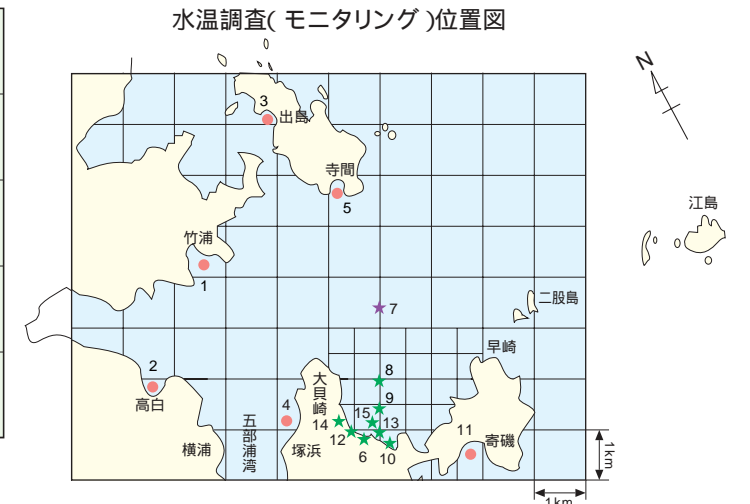 水温調査(モニタリング)位置図
N
3
出島
寺間
5
江島
竹浦
1
7
二股島
早崎
2
高白
大貝崎
8
9
4
15
14
13
12
6
10
11
寄磯
五部浦湾
横浦
塚浜
1km
1km